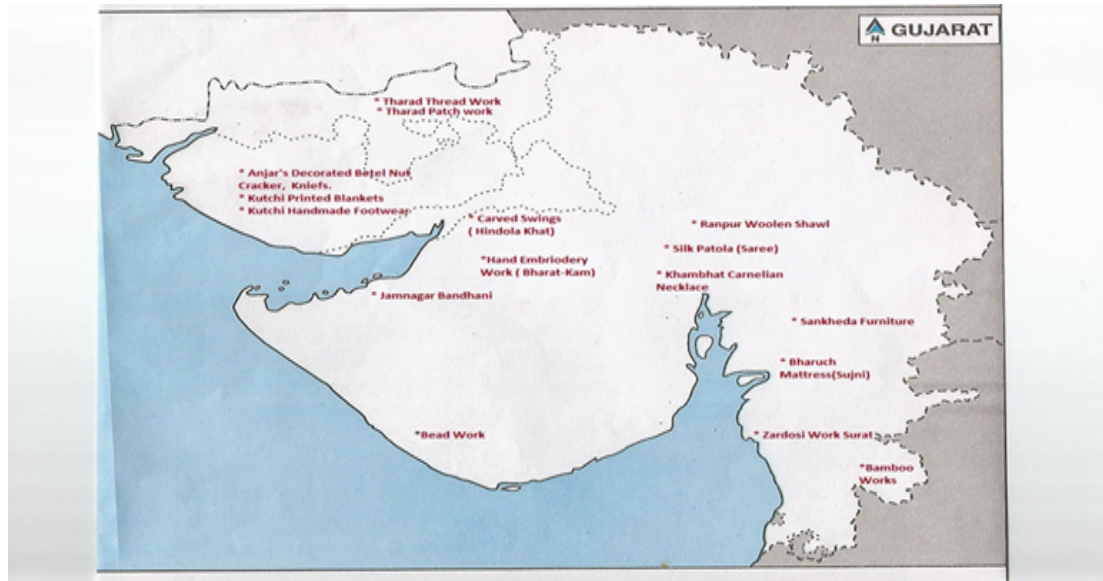 GUJARAT
N
* Tharad Thread Work
* Tharad Patch work
* Anjar's Decorated Betel Nut
Cracker, Kniefs.
* Kutchi Printed Blankets
* Kutchi Handmade Footwear
* Carved Swings
( Hindola Khat)
* Ranpur Woolen Shawl
* Silk Patola (Saree)
*Hand Embriodery
Work ( Bharat-Kam)
* Khambhat Carnelian
Necklace
* Jamnagar Bandhani
* Sankheda Furniture
* Bharuch
Mattress(Sujni)
*Bead Work
* Zardosi Work Surat
*Bamboo
Works